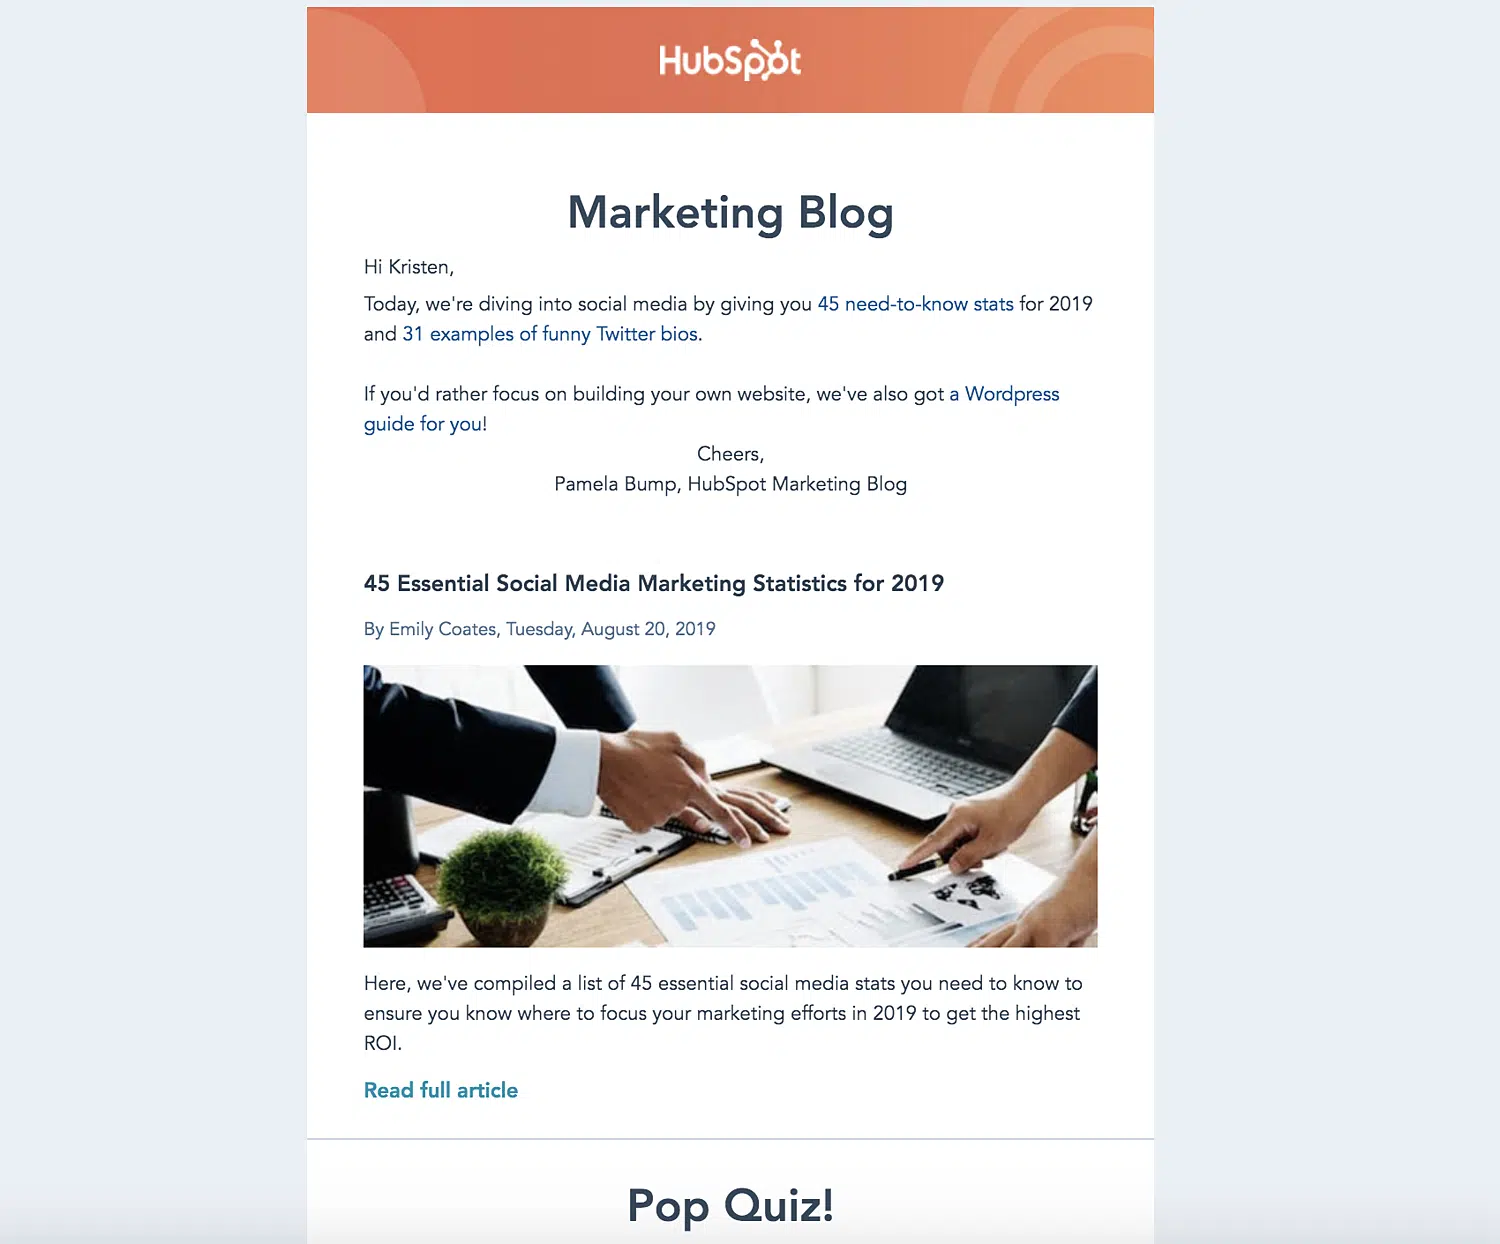 HubSpot
Marketing Blog
Hi Kristen,
Today, we're diving into social media by giving you 45 need-to-know stats for 2019
and 31 examples of funny Twitter bios.
If you'd rather focus on building your own website, we've also got a Wordpress
guide for you!
Cheers,
Pamela Bump, HubSpot Marketing Blog
45 Essential Social Media Marketing Statistics for 2019
By Emily Coates, Tuesday, August 20, 2019
Here, we've compiled a list of 45 essential social media stats you need to know to
ensure you know where to focus your marketing efforts in 2019 to get the highest
ROI.
Read full article
Pop Quiz!